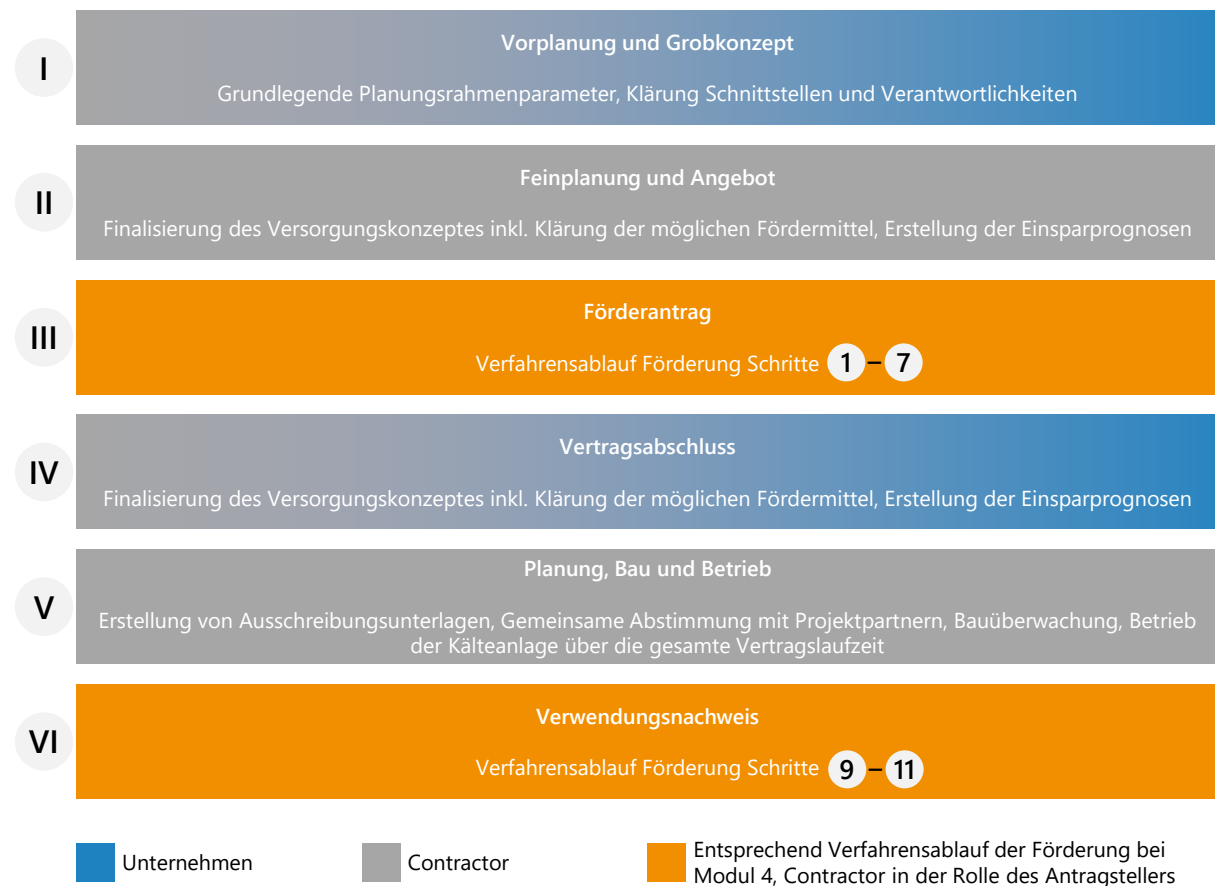 I
Vorplanung und Grobkonzept
Grundlegende Planungsrahmenparameter, Klärung Schnittstellen und Verantwortlichkeiten
II
Feinplanung und Angebot
Finalisierung des Versorgungskonzeptes inkl. Klärung der möglichen Fördermittel, Erstellung der Einsparprognosen
III
Förderantrag
Verfahrensablauf Förderung Schritte 1 – 7
IV
Vertragsabschluss
Finalisierung des Versorgungskonzeptes inkl. Klärung der möglichen Fördermittel, Erstellung der Einsparprognosen
V
Planung, Bau und Betrieb
Erstellung von Ausschreibungsunterlagen, Gemeinsame Abstimmung mit Projektpartnern, Bauüberwachung, Betrieb
der Kälteanlage über die gesamte Vertragslaufzeit
VI
Verwendungsnachweis
Verfahrensablauf Förderung Schritte 9 – 11
Unternehmen
Contractor
Entsprechend Verfahrensablauf der Förderung bei
Modul 4, Contractor in der Rolle des Antragstellers